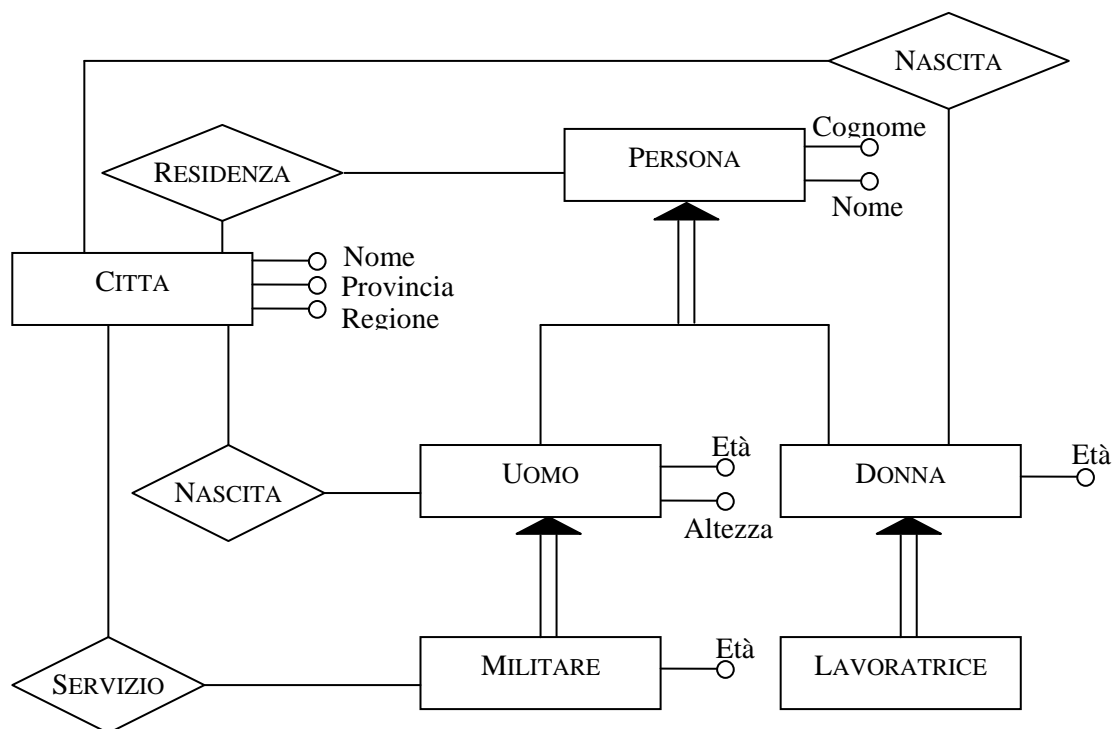 NASCITA
Cognome
PERSONA
RESIDENZA
Nome
Nome
CITTA
Provincia
Regione
Età
UOMO
DONNA
Età
NASCITA
Altezza
Età
MILITARE
LAVORATRICE
SERVIZIO